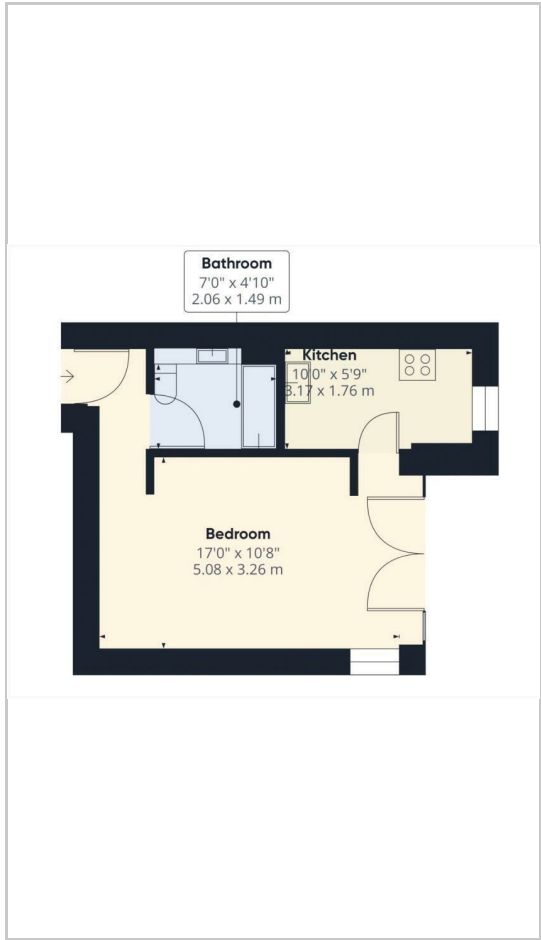 Bathroom
7'0" x 4'10"
2.06 x 1.49 m
Kitchen
10'0" x 5'9"
3.17 x 1.76 m
Bedroom
17'0" x 10'8"
5.08 x 3.26 m